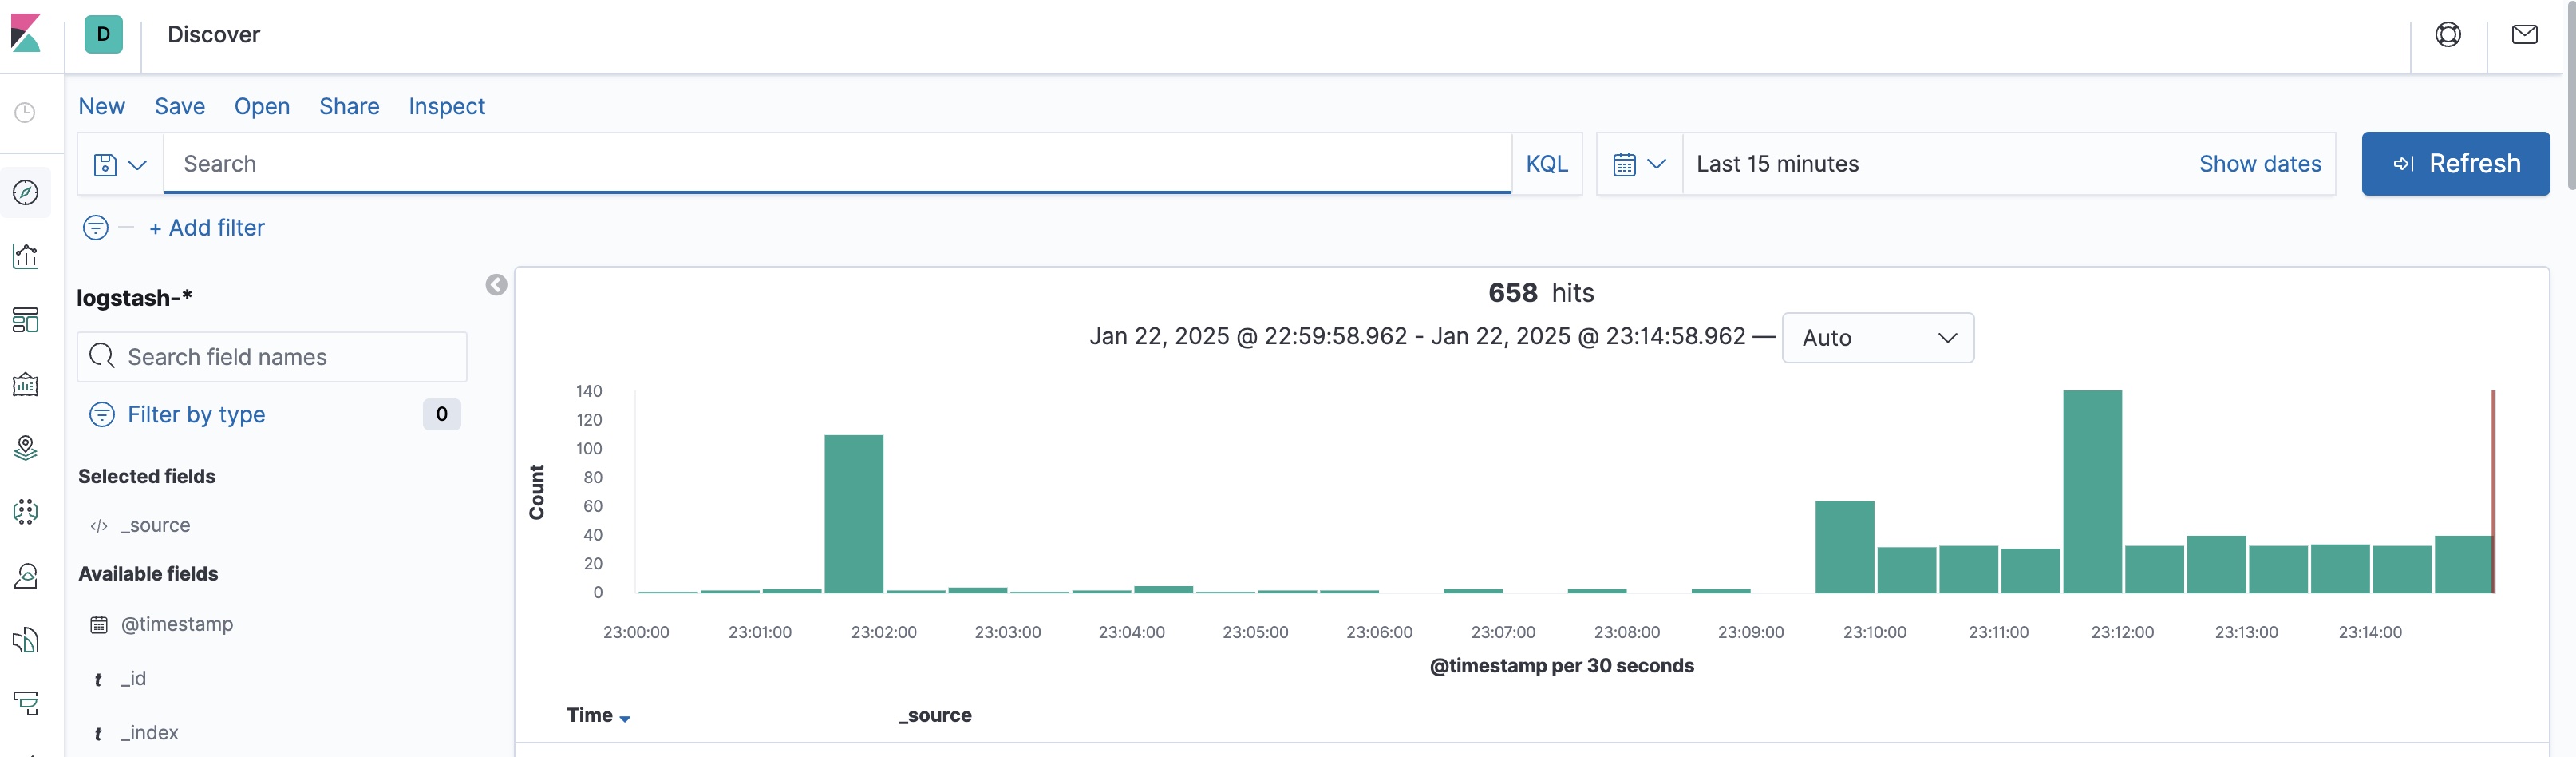 D Discover
New Save Open Share Inspect
Search KQL Last 15 minutes Show dates Refresh
+ Add filter
logstash-*
Search field names
Filter by type 0
Selected fields
</> _source
Available fields
@timestamp
t _id
t _index
658 hits
Jan 22, 2025 @ 22:59:58.962 - Jan 22, 2025 @ 23:14:58.962 — Auto
Count
140
120
100
80
60
40
20
0
23:00:00 23:01:00 23:02:00 23:03:00 23:04:00 23:05:00 23:06:00 23:07:00 23:08:00 23:09:00 23:10:00 23:11:00 23:12:00 23:13:00 23:14:00
@timestamp per 30 seconds
Time _source